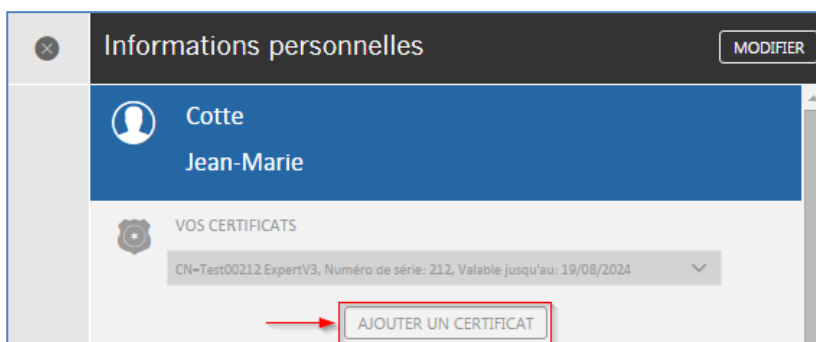 Informations personnelles
MODIFIER
Cotte
Jean-Marie
VOS CERTIFICATS
CN=Test00212 ExpertV3, Numéro de série: 212, Valable jusqu'au: 19/08/2024
AJOUTER UN CERTIFICAT